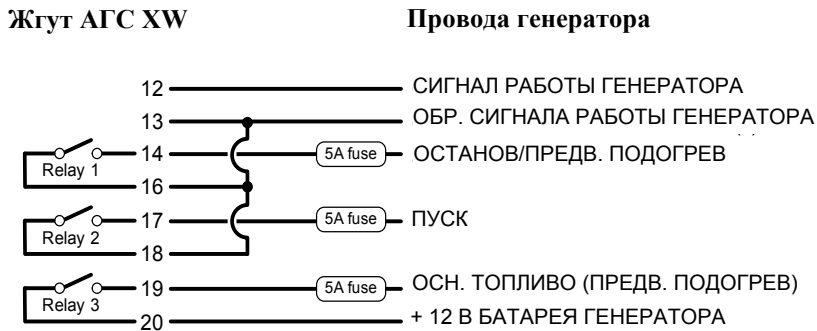 Жгут АГС XW
Провода генератора
12 СИГНАЛ РАБОТЫ ГЕНЕРАТОРА
13 ОБР. СИГНАЛА РАБОТЫ ГЕНЕРАТОРА
14 5A fuse ОСТАНОВ/ПРЕДВ. ПОДОГРЕВ
Relay 1
16
17 5A fuse ПУСК
Relay 2
18
19 5A fuse ОСН. ТОПЛИВО (ПРЕДВ. ПОДОГРЕВ)
Relay 3
20 + 12 В БАТАРЕЯ ГЕНЕРАТОРА